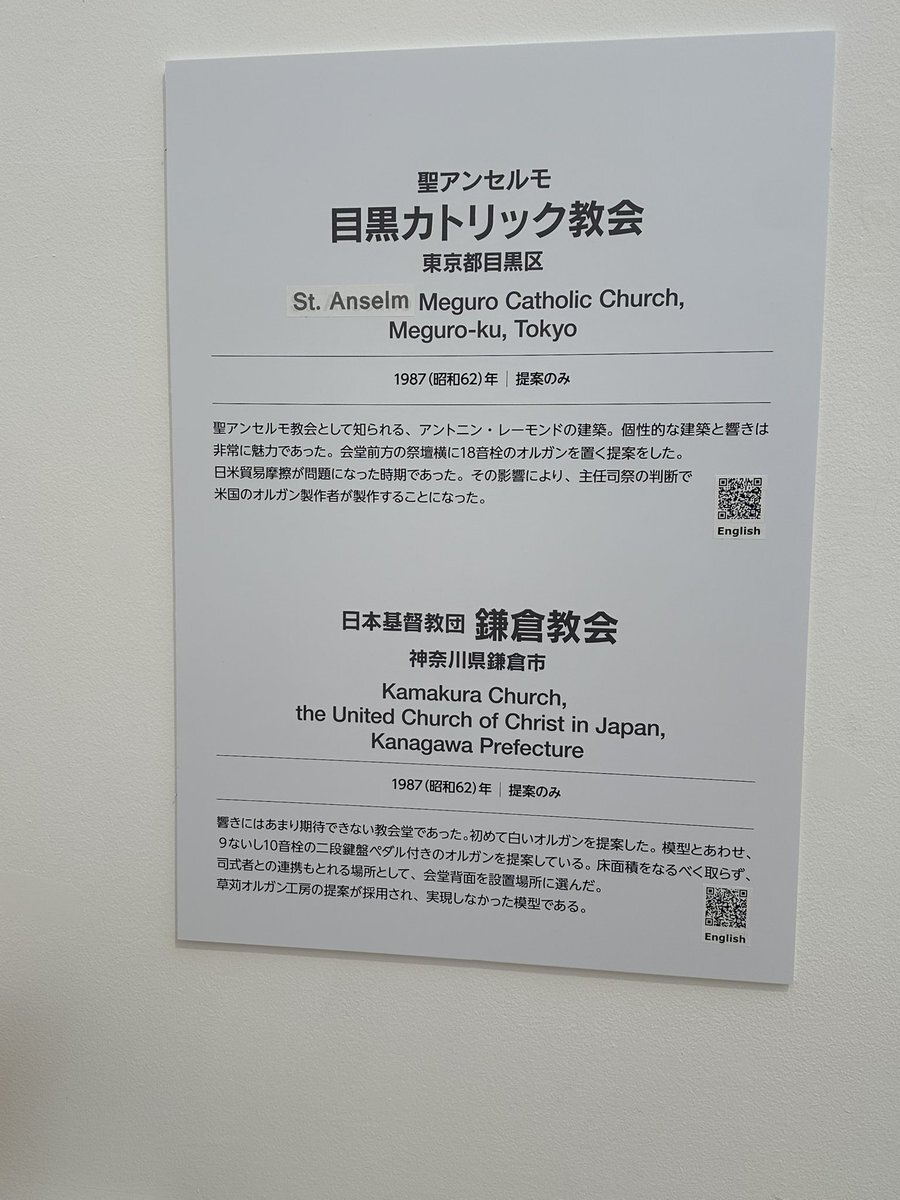 聖アンセルモ
目黒カトリック教会
東京都目黒区
St. Anselm Meguro Catholic Church,
Meguro-ku, Tokyo
1987(昭和62)年｜提案のみ
聖アンセルモ教会として知られる、アントニン・レーモンドの建築。個性的な建築と響きは
非常に魅力であった。会堂前方の祭壇横に18音栓のオルガンを置く提案をした。
日米貿易摩擦が問題になった時期であった。その影響により、主任司祭の判断で
米国のオルガン製作者が製作することになった。
English
日本基督教団 鎌倉教会
神奈川県鎌倉市
Kamakura Church,
the United Church of Christ in Japan,
Kanagawa Prefecture
1987(昭和62)年｜提案のみ
響きにはあまり期待できない教会堂であった。初めて白いオルガンを提案した。模型とあわせ、
9ないし10音栓の二段鍵盤ペダル付きのオルガンを提案している。床面積をなるべく取らず、
司式者との連携もとれる場所として、会堂背面を設置場所に選んだ。
草苅オルガン工房の提案が採用され、実現しなかった模型である。
English